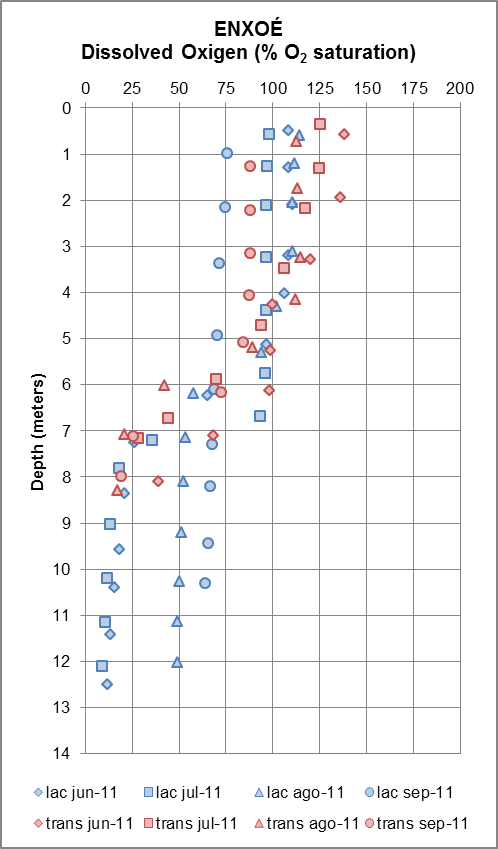 ENXOÉ
Dissolved Oxigen (% O₂ saturation)
0 25 50 75 100 125 150 175 200
0
1
2
3
4
5
6
7
8
9
10
11
12
13
14
Depth (meters)
lac jun-11 lac jul-11 lac ago-11 lac sep-11
trans jun-11 trans jul-11 trans ago-11 trans sep-11